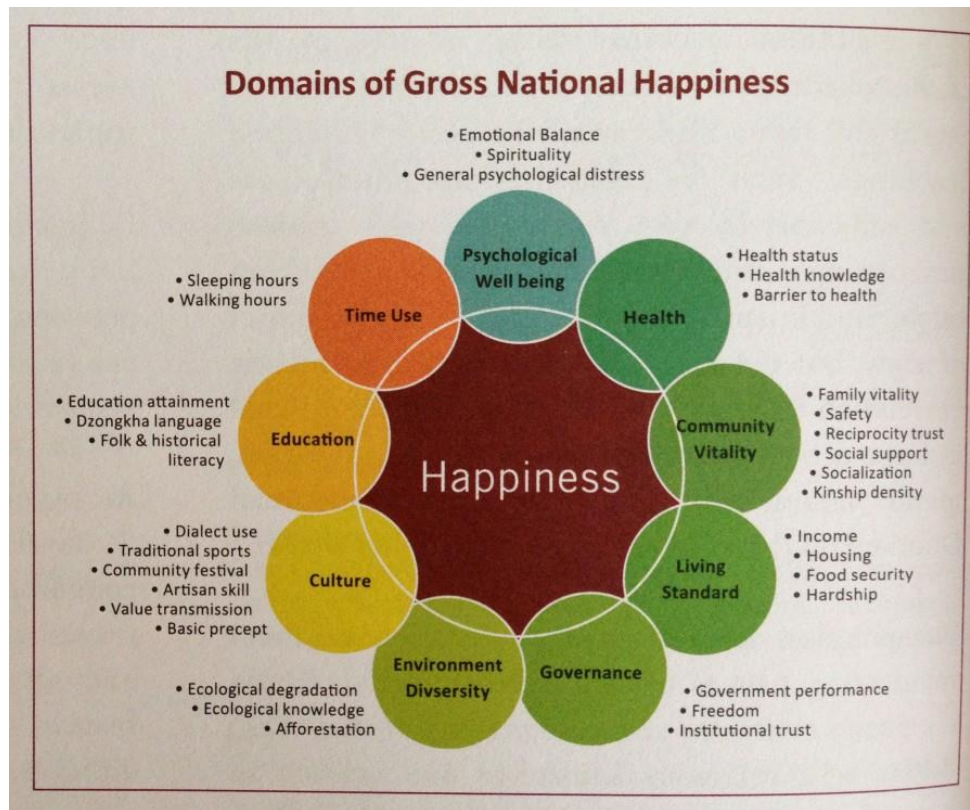 Domains of Gross National Happiness
• Emotional Balance
• Spirituality
• General psychological distress
Psychological
Well being
• Health status
• Health knowledge
• Barrier to health
Health
• Family vitality
• Safety
• Reciprocity trust
• Social support
• Socialization
• Kinship density
Community
Vitality
• Income
• Housing
• Food security
• Hardship
Living
Standard
• Government performance
• Freedom
• Institutional trust
Governance
Environment
Divsersity
• Ecological degradation
• Ecological knowledge
• Afforestation
Culture
• Dialect use
• Traditional sports
• Community festival
• Artisan skill
• Value transmission
• Basic precept
Education
• Education attainment
• Dzongkha language
• Folk & historical
literacy
Time Use
• Sleeping hours
• Walking hours
Happiness